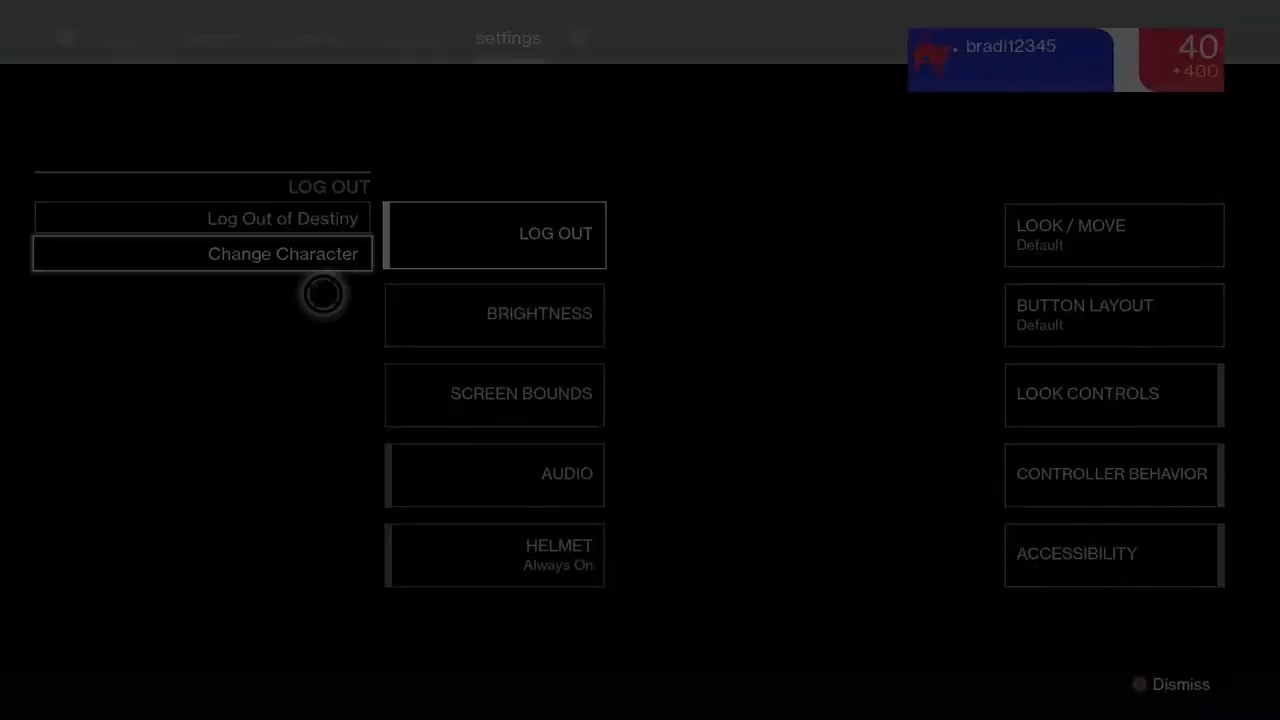 settings
bradi12345
40
+400
LOG OUT
Log Out of Destiny
Change Character
LOG OUT
BRIGHTNESS
SCREEN BOUNDS
AUDIO
HELMET
Always On
LOOK / MOVE
Default
BUTTON LAYOUT
Default
LOOK CONTROLS
CONTROLLER BEHAVIOR
ACCESSIBILITY
Dismiss